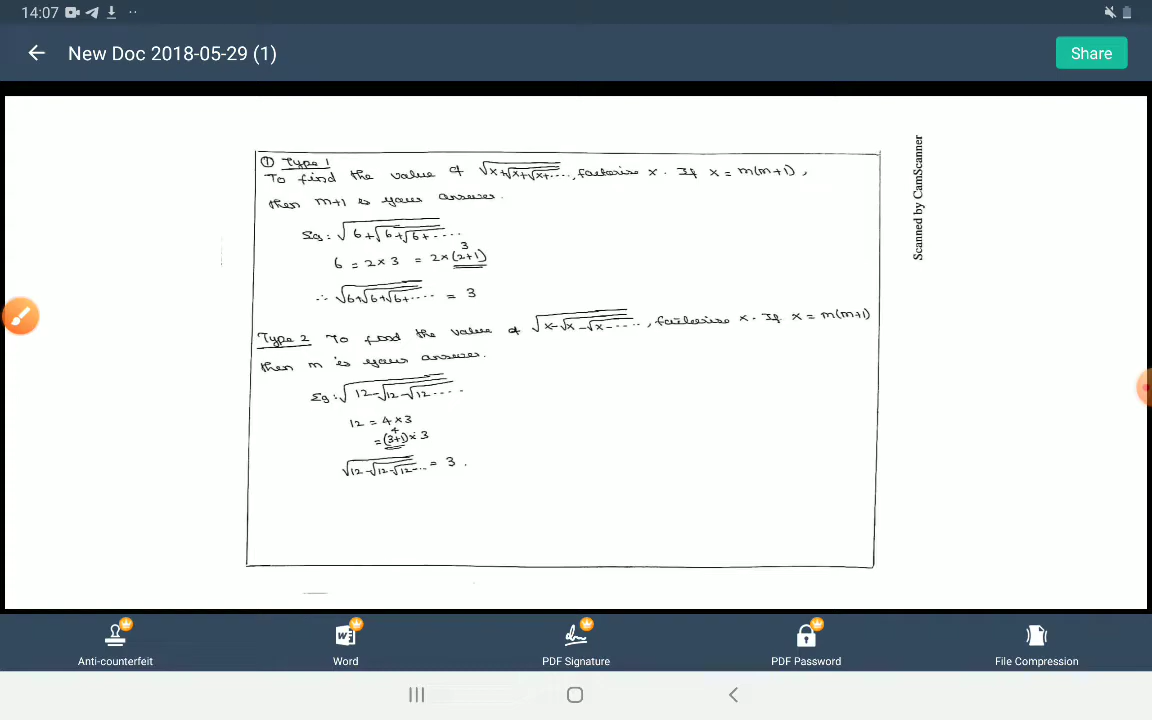 14:07
New Doc 2018-05-29 (1)
Share
① Type 1
To find the value of √x+√x+√x+...., factorise x. If x = m(m+1),
then m+1 is your answer.
Eg: √6+√6+√6+....
3
6 = 2×3 = 2×(2+1)
∴ √6+√6+√6+.... = 3
Type 2 To find the value of √x-√x-√x-....., factorise x. If x = m(m+1)
then m is your answer.
Eg: √12-√12-√12....
12 = 4×3
4
= (3+1)×3
√12-√12-√12-... = 3.
Scanned by CamScanner
Anti-counterfeit
Word
PDF Signature
PDF Password
File Compression